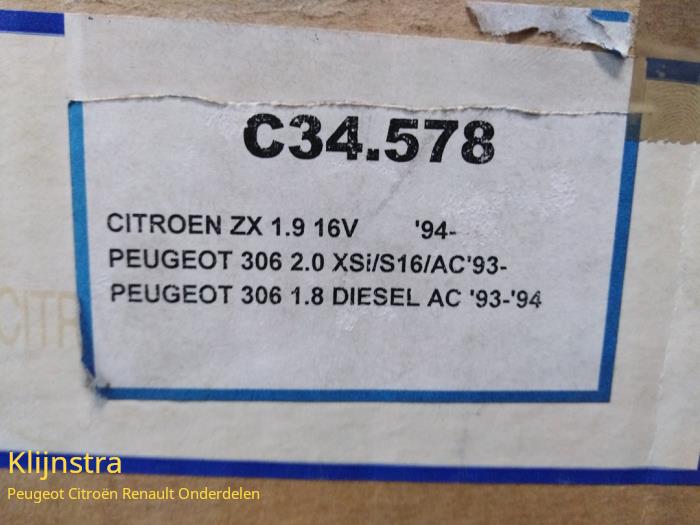 C34.578
CITROEN ZX 1.9 16V '94-
PEUGEOT 306 2.0 XSi/S16/AC'93-
PEUGEOT 306 1.8 DIESEL AC '93-'94
CITR
Klijnstra
Peugeot Citroën Renault Onderdelen